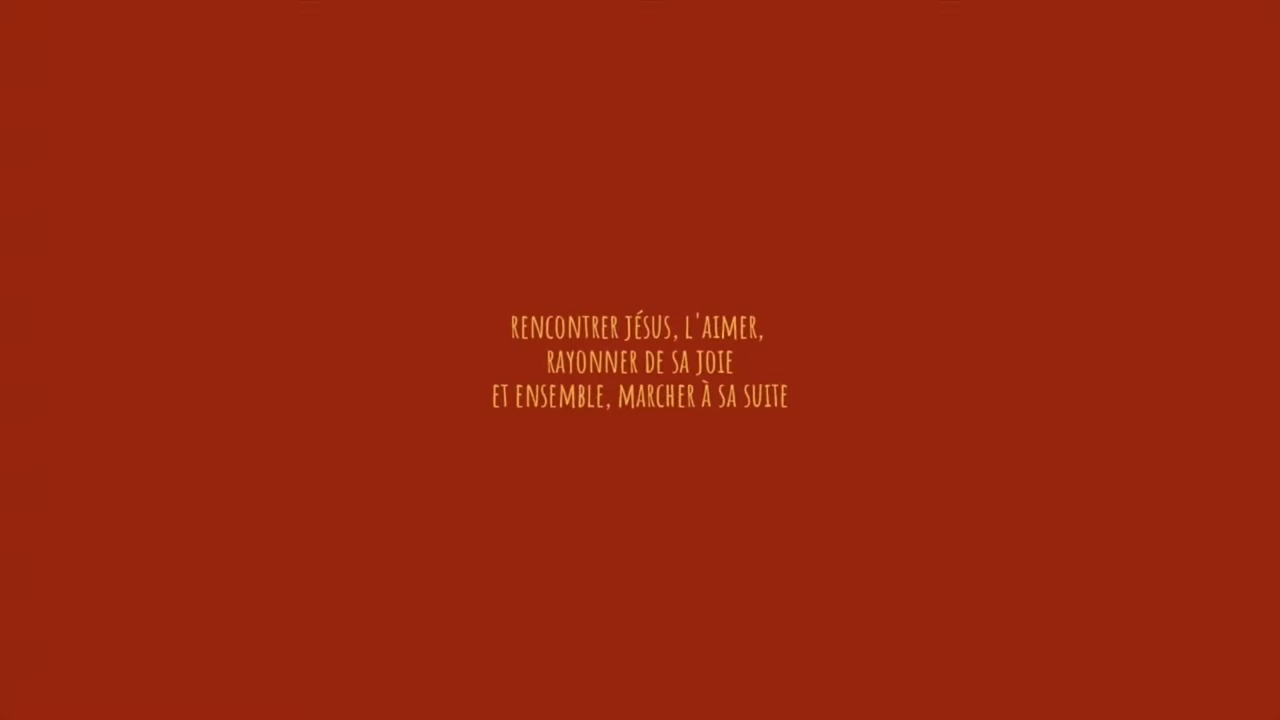 RENCONTRER JÉSUS, L'AIMER,
RAYONNER DE SA JOIE
ET ENSEMBLE, MARCHER À SA SUITE